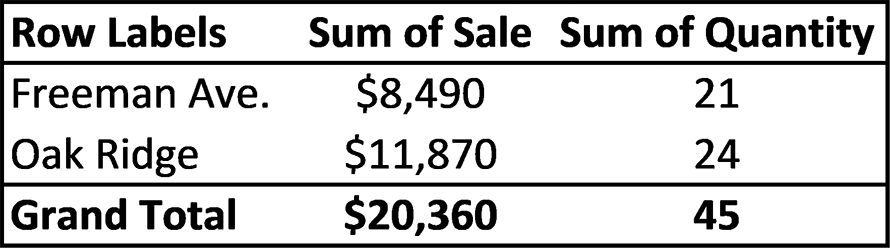 Row Labels Sum of Sale Sum of Quantity
Freeman Ave. $8,490 21
Oak Ridge $11,870 24
Grand Total $20,360 45